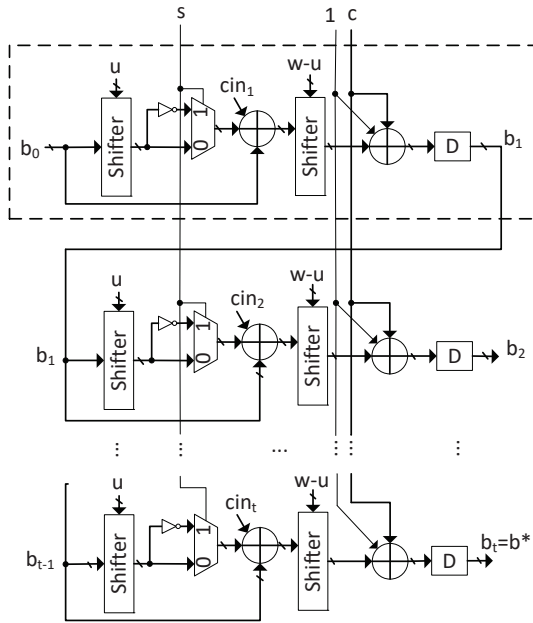 s 1 c
u cin₁ w-u
b₀ Shifter 1 0 Shifter D b₁
u cin₂ w-u
b₁ Shifter 1 0 Shifter D b₂
... ... ... ... ... ...
u cinₜ w-u
bₜ₋₁ Shifter 1 0 Shifter D bₜ=b*